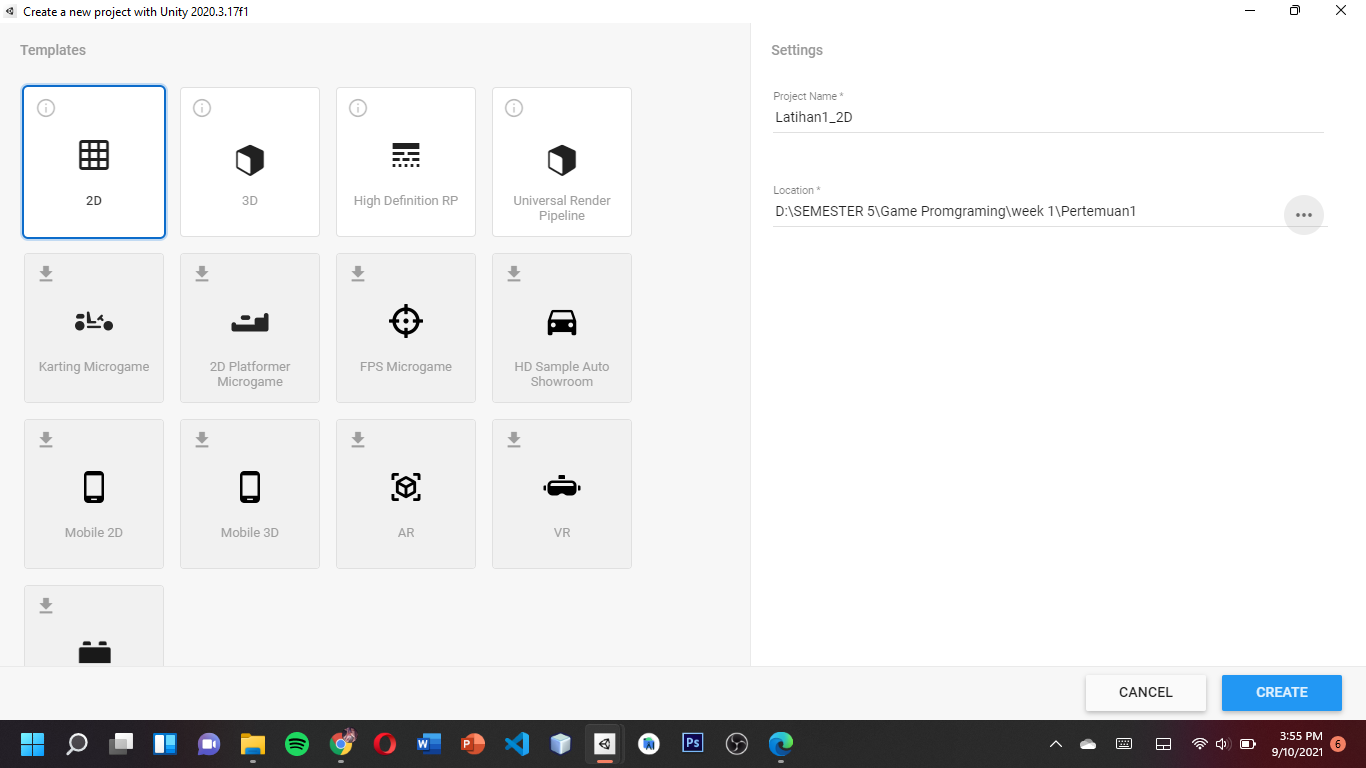 Create a new project with Unity 2020.3.17f1
Templates
2D
3D
High Definition RP
Universal Render
Pipeline
Karting Microgame
2D Platformer
Microgame
FPS Microgame
HD Sample Auto
Showroom
Mobile 2D
Mobile 3D
AR
VR
Settings
Project Name *
Latihan1_2D
Location *
D:\SEMESTER 5\Game Promgraming\week 1\Pertemuan1
CANCEL
CREATE
W
P
Ps
3:55 PM
9/10/2021
6